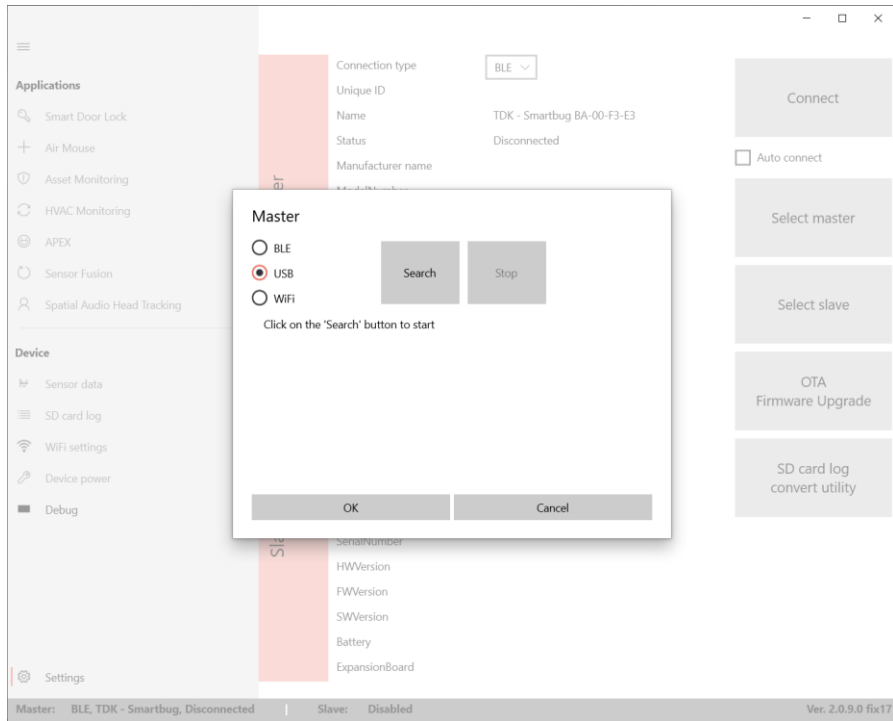 Applications
Smart Door Lock
Air Mouse
Asset Monitoring
HVAC Monitoring
APEX
Sensor Fusion
Spatial Audio Head Tracking
Device
Sensor data
SD card log
WiFi settings
Device power
Debug
Settings
Connection type BLE
Unique ID
Name TDK - Smartbug BA-00-F3-E3
Status Disconnected
Manufacturer name
ModelNumber
Master
BLE
USB
WiFi
Search
Stop
Click on the 'Search' button to start
OK
Cancel
SerialNumber
HWVersion
FWVersion
SWVersion
Battery
ExpansionBoard
Connect
Auto connect
Select master
Select slave
OTA
Firmware Upgrade
SD card log
convert utility
Master: BLE, TDK - Smartbug, Disconnected | Slave: Disabled Ver. 2.0.9.0 fix17